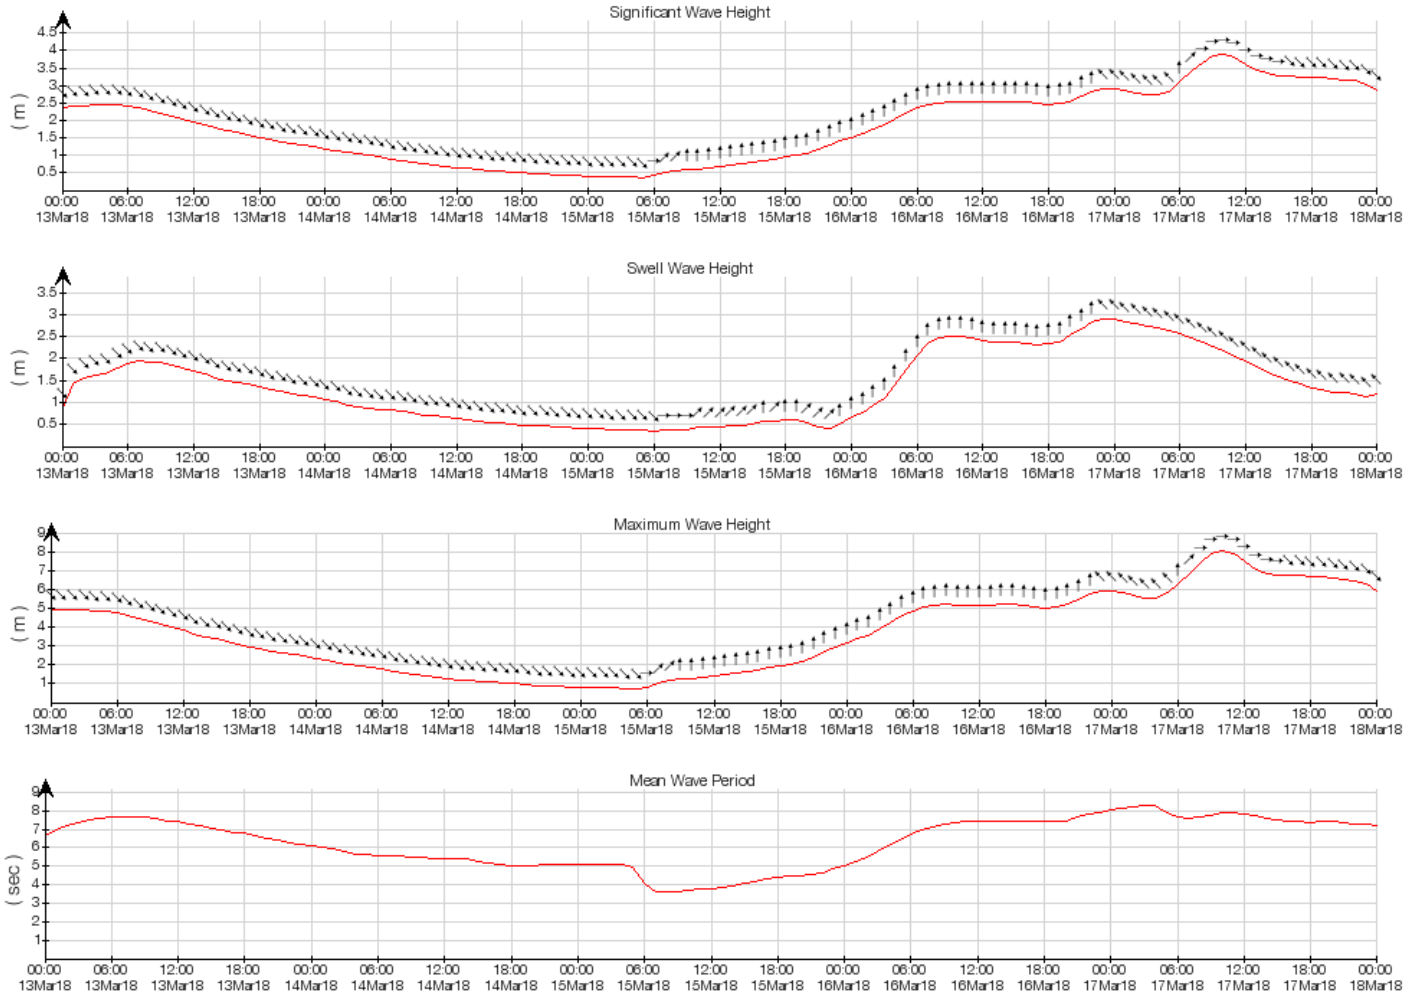 Significant Wave Height
4.5
4
3.5
3
2.5
2
1.5
1
0.5
( m )
00:00 06:00 12:00 18:00 00:00 06:00 12:00 18:00 00:00 06:00 12:00 18:00 00:00 06:00 12:00 18:00 00:00 06:00 12:00 18:00 00:00
13Mar18 13Mar18 13Mar18 13Mar18 14Mar18 14Mar18 14Mar18 14Mar18 15Mar18 15Mar18 15Mar18 15Mar18 16Mar18 16Mar18 16Mar18 16Mar18 17Mar18 17Mar18 17Mar18 17Mar18 18Mar18
Swell Wave Height
3.5
3
2.5
2
1.5
1
0.5
( m )
00:00 06:00 12:00 18:00 00:00 06:00 12:00 18:00 00:00 06:00 12:00 18:00 00:00 06:00 12:00 18:00 00:00 06:00 12:00 18:00 00:00
13Mar18 13Mar18 13Mar18 13Mar18 14Mar18 14Mar18 14Mar18 14Mar18 15Mar18 15Mar18 15Mar18 15Mar18 16Mar18 16Mar18 16Mar18 16Mar18 17Mar18 17Mar18 17Mar18 17Mar18 18Mar18
Maximum Wave Height
9
8
7
6
5
4
3
2
1
( m )
00:00 06:00 12:00 18:00 00:00 06:00 12:00 18:00 00:00 06:00 12:00 18:00 00:00 06:00 12:00 18:00 00:00 06:00 12:00 18:00 00:00
13Mar18 13Mar18 13Mar18 13Mar18 14Mar18 14Mar18 14Mar18 14Mar18 15Mar18 15Mar18 15Mar18 15Mar18 16Mar18 16Mar18 16Mar18 16Mar18 17Mar18 17Mar18 17Mar18 17Mar18 18Mar18
Mean Wave Period
9
8
7
6
5
4
3
2
1
( sec )
00:00 06:00 12:00 18:00 00:00 06:00 12:00 18:00 00:00 06:00 12:00 18:00 00:00 06:00 12:00 18:00 00:00 06:00 12:00 18:00 00:00
13Mar18 13Mar18 13Mar18 13Mar18 14Mar18 14Mar18 14Mar18 14Mar18 15Mar18 15Mar18 15Mar18 15Mar18 16Mar18 16Mar18 16Mar18 16Mar18 17Mar18 17Mar18 17Mar18 17Mar18 18Mar18